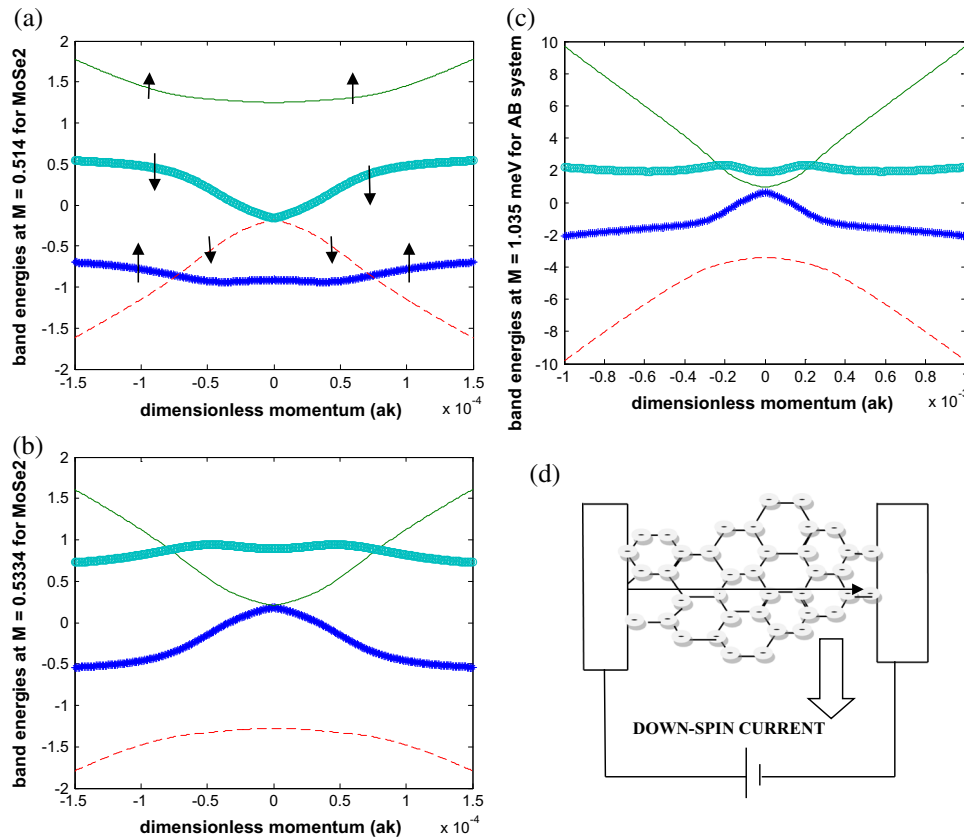 (a)
band energies at M = 0.514 for MoSe2
2
1.5
1
0.5
0
-0.5
-1
-1.5
-2
-1.5 -1 -0.5 0 0.5 1 1.5
dimensionless momentum (ak)
x 10⁻⁴
(b)
band energies at M = 0.5334 for MoSe2
2
1.5
1
0.5
0
-0.5
-1
-1.5
-2
-1.5 -1 -0.5 0 0.5 1 1.5
dimensionless momentum (ak)
x 10⁻⁴
(c)
band energies at M = 1.035 meV for AB system
10
8
6
4
2
0
-2
-4
-6
-8
-10
-1 -0.8 -0.6 -0.4 -0.2 0 0.2 0.4 0.6 0.8 1
dimensionless momentum (ak)
x 10⁻³
(d)
DOWN-SPIN CURRENT